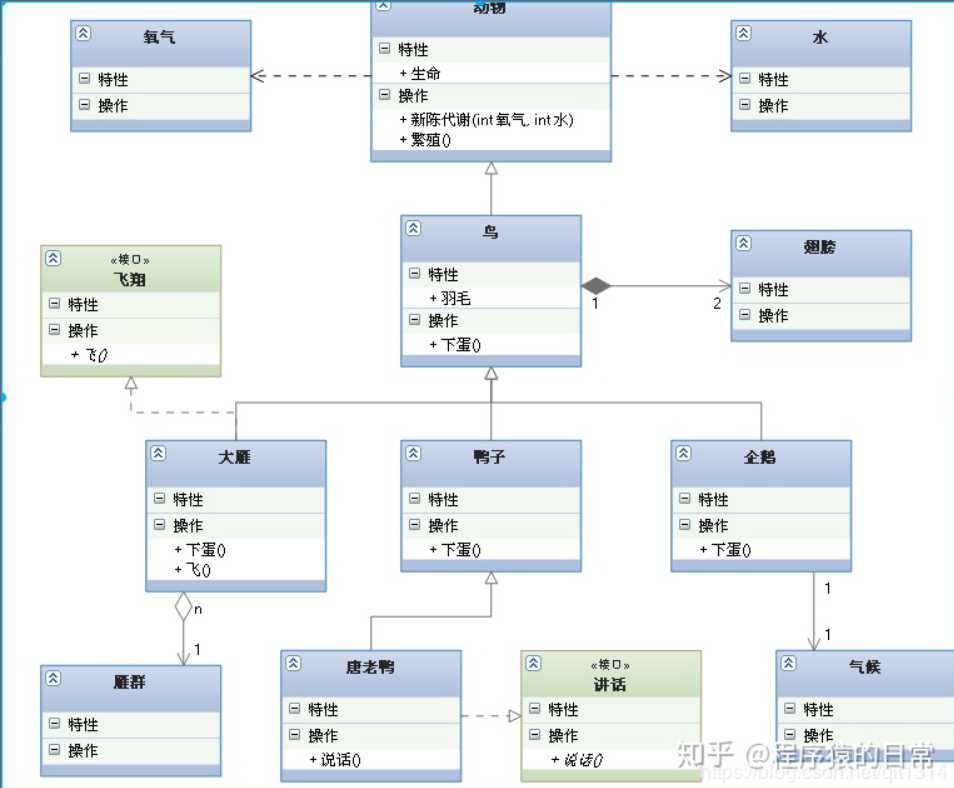 动物
特性
+ 生命
操作
+ 新陈代谢(int 氧气, int 水)
+ 繁殖()
氧气
特性
操作
水
特性
操作
鸟
特性
+ 羽毛
操作
+ 下蛋()
1
2
翅膀
特性
操作
«接口»
飞翔
特性
操作
+ 飞()
大雁
特性
操作
+ 下蛋()
+ 飞()
鸭子
特性
操作
+ 下蛋()
企鹅
特性
操作
+ 下蛋()
n
1
1
1
雁群
特性
操作
唐老鸭
特性
操作
+ 说话()
«接口»
讲话
特性
操作
+ 说话()
气候
特性
操作
知乎 @程序猿的日常
https://blog.csdn.net/qit1314